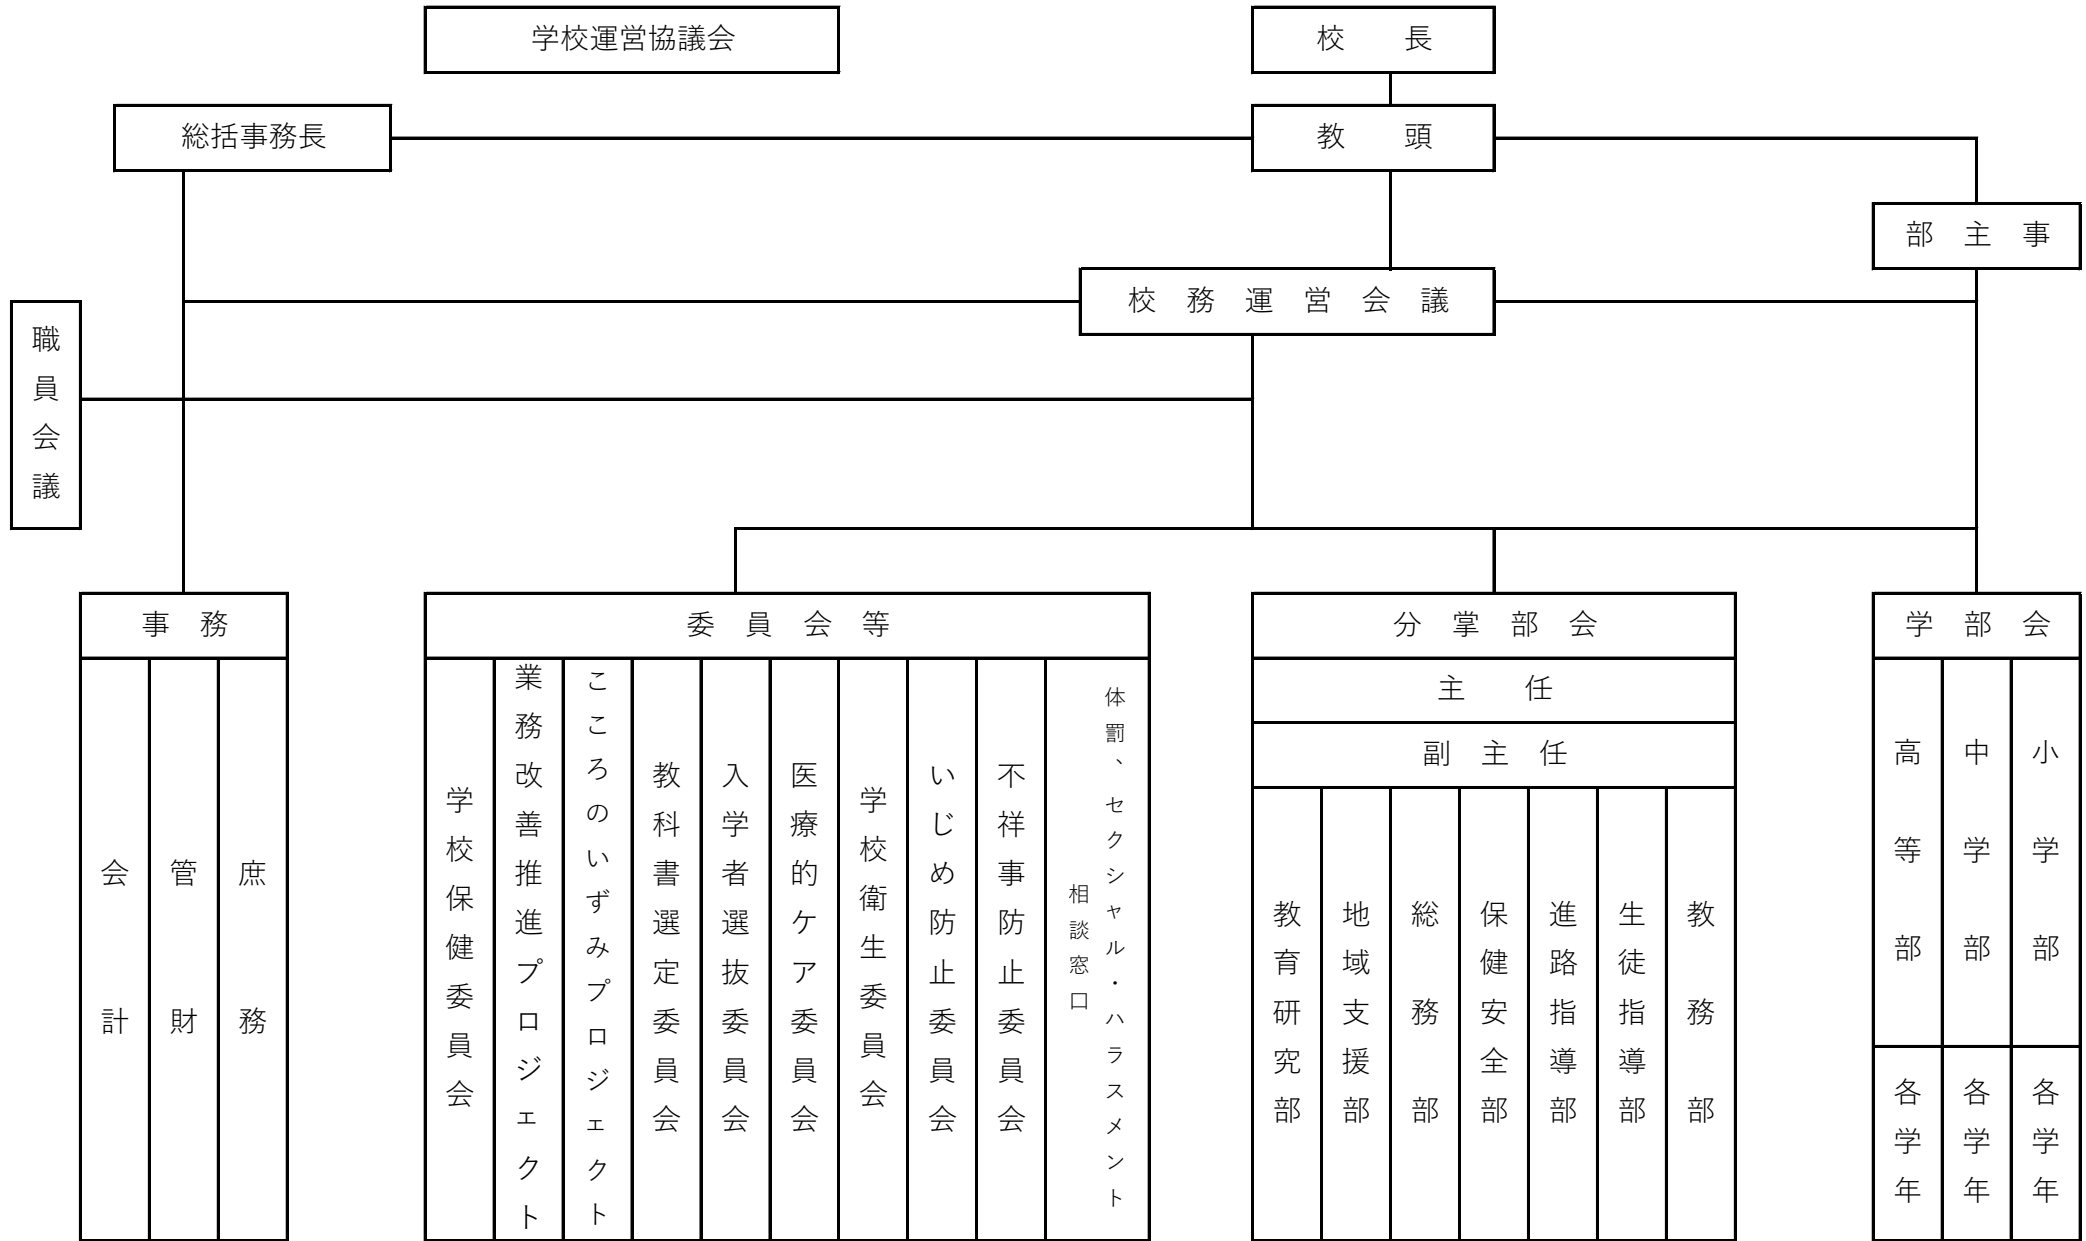 学校運営協議会
校　長
総括事務長
教　頭
部　主　事
校　務　運　営　会　議
職員会議
事　務
会計
管財
庶務
委　員　会　等
学校保健委員会
業務改善推進プロジェクト
こころのいずみプロジェクト
教科書選定委員会
入学者選抜委員会
医療的ケア委員会
学校衛生委員会
いじめ防止委員会
不祥事防止委員会
体罰、セクシャル・ハラスメント
相談窓口
分　掌　部　会
主　任
副　主　任
教育研究部
地域支援部
総務部
保健安全部
進路指導部
生徒指導部
教務部
学　部　会
高等部
中学部
小学部
各学年
各学年
各学年